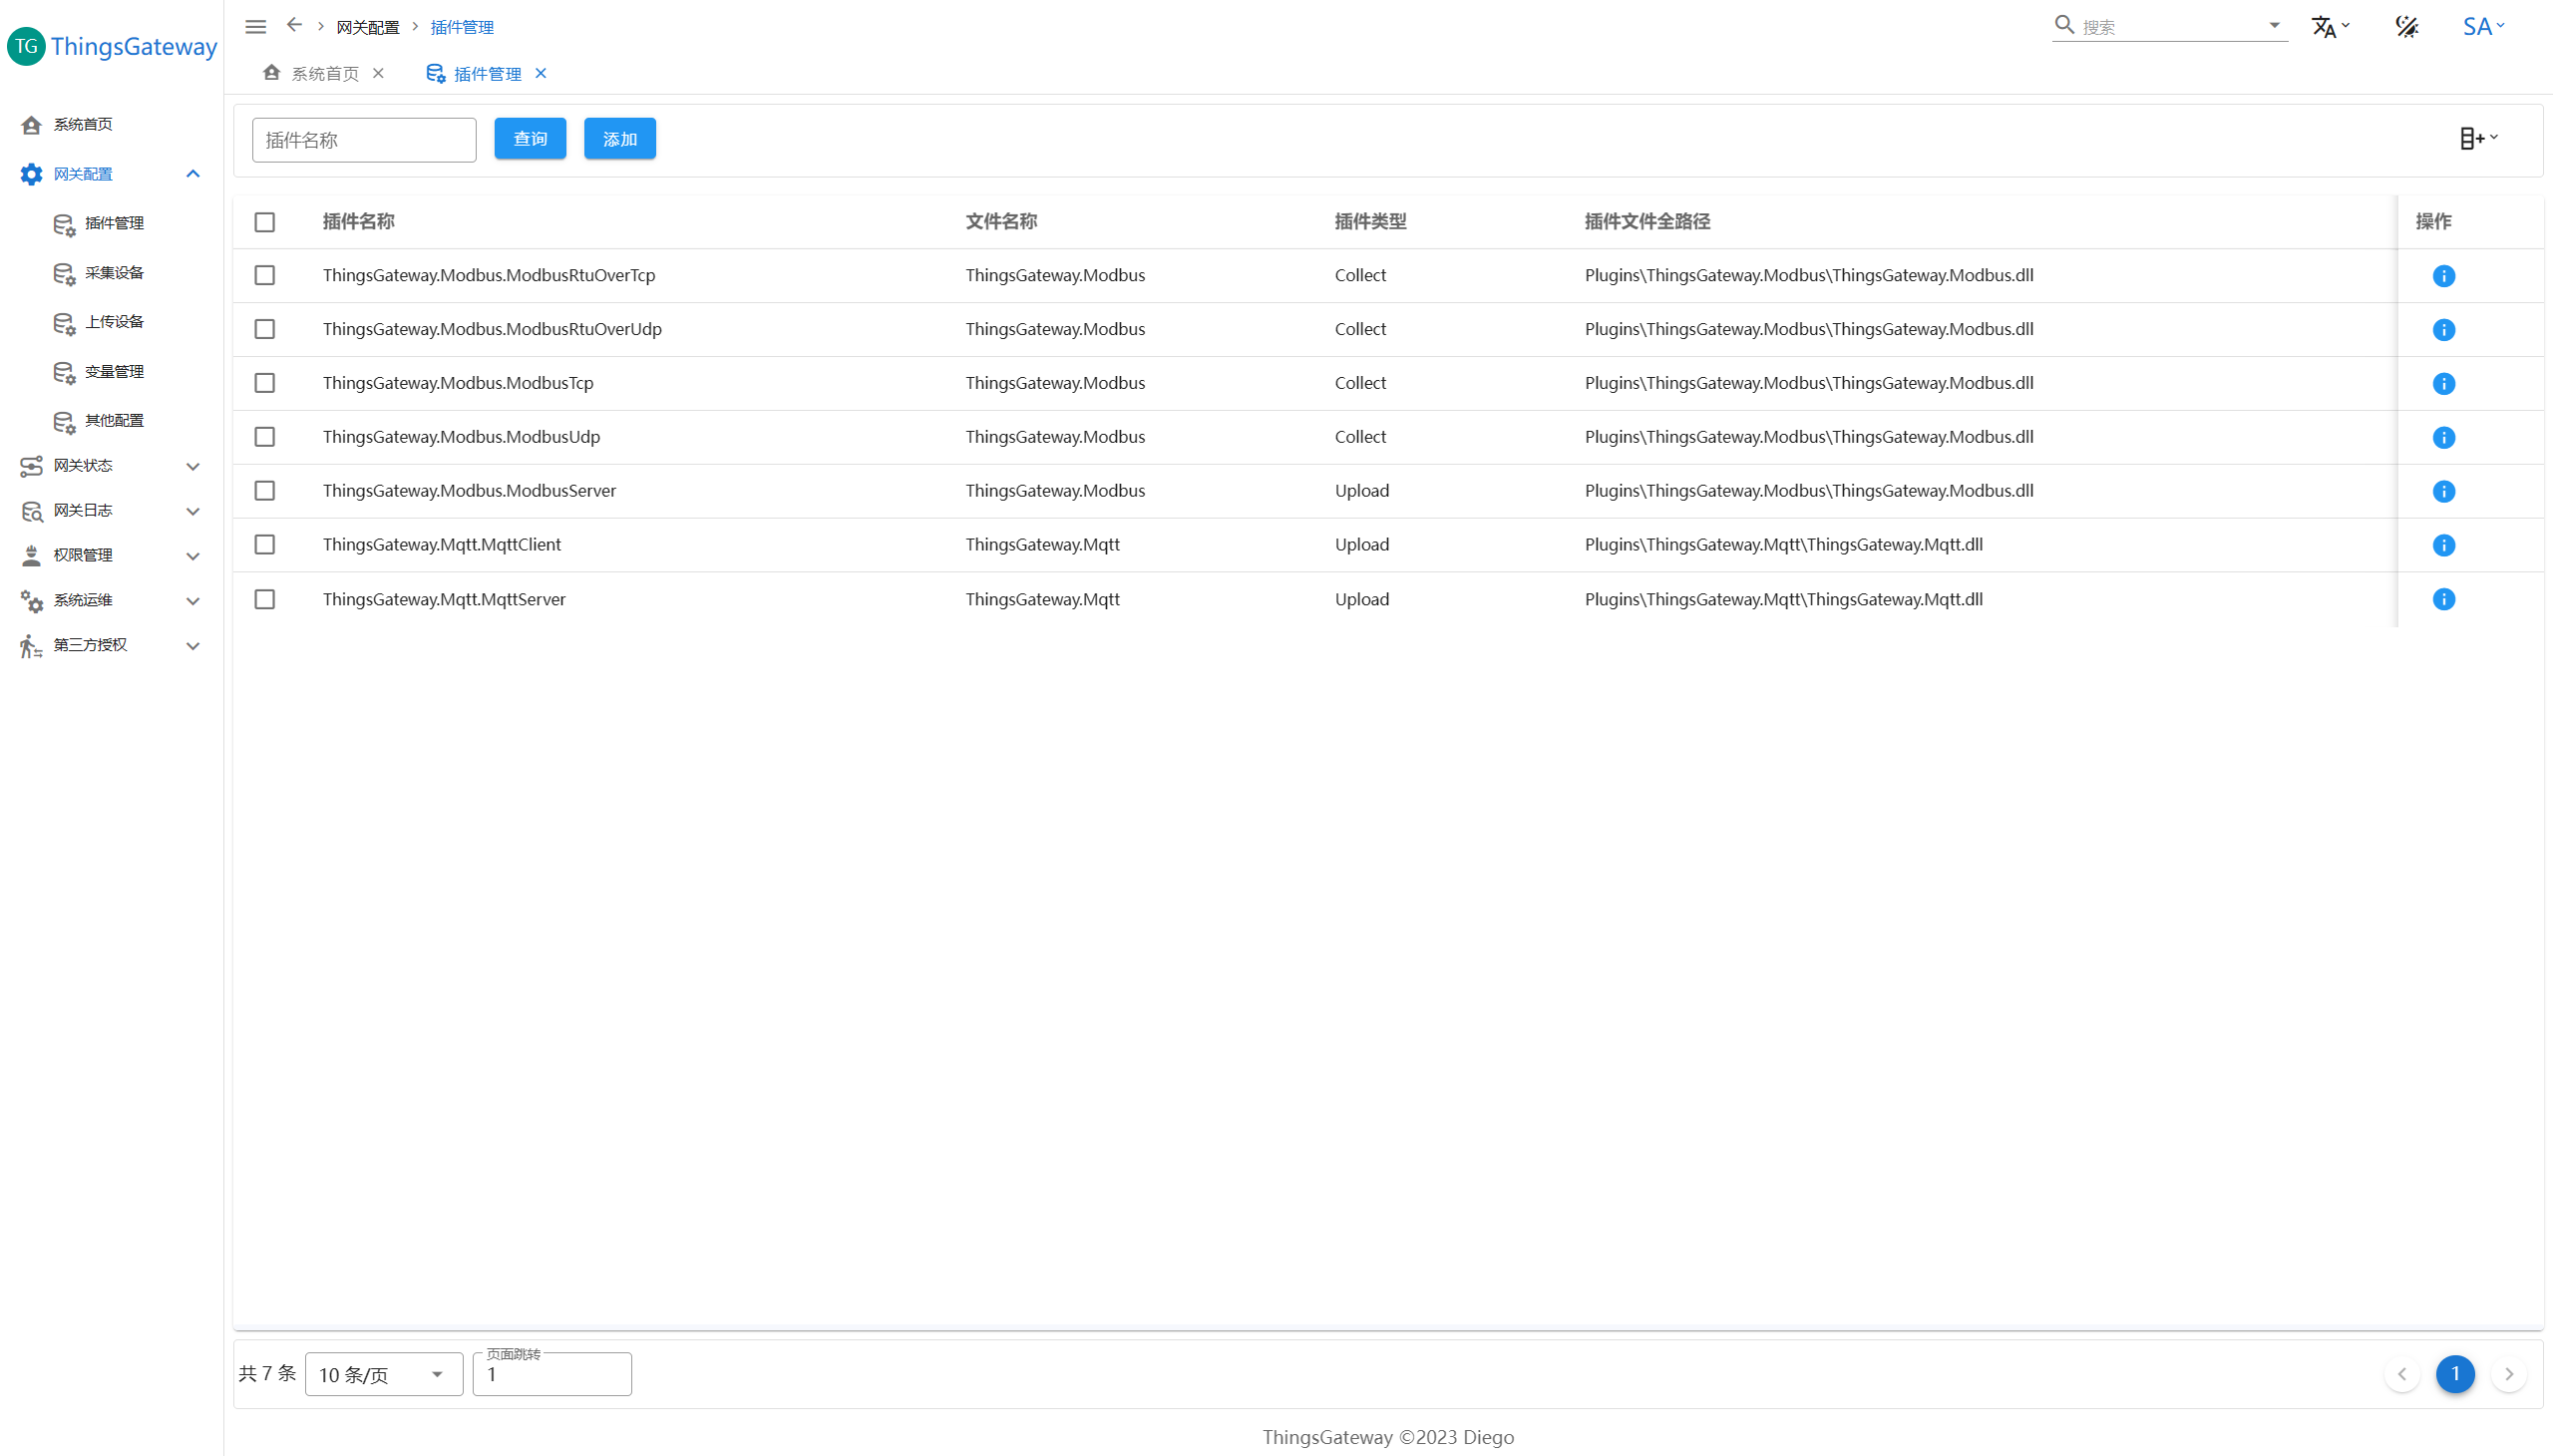 TG ThingsGateway
网关配置 插件管理
搜索
SA
系统首页 插件管理
系统首页
网关配置
插件管理
采集设备
上传设备
变量管理
其他配置
网关状态
网关日志
权限管理
系统运维
第三方授权
插件名称 查询 添加
插件名称 文件名称 插件类型 插件文件全路径 操作
ThingsGateway.Modbus.ModbusRtuOverTcp ThingsGateway.Modbus Collect Plugins\ThingsGateway.Modbus\ThingsGateway.Modbus.dll
ThingsGateway.Modbus.ModbusRtuOverUdp ThingsGateway.Modbus Collect Plugins\ThingsGateway.Modbus\ThingsGateway.Modbus.dll
ThingsGateway.Modbus.ModbusTcp ThingsGateway.Modbus Collect Plugins\ThingsGateway.Modbus\ThingsGateway.Modbus.dll
ThingsGateway.Modbus.ModbusUdp ThingsGateway.Modbus Collect Plugins\ThingsGateway.Modbus\ThingsGateway.Modbus.dll
ThingsGateway.Modbus.ModbusServer ThingsGateway.Modbus Upload Plugins\ThingsGateway.Modbus\ThingsGateway.Modbus.dll
ThingsGateway.Mqtt.MqttClient ThingsGateway.Mqtt Upload Plugins\ThingsGateway.Mqtt\ThingsGateway.Mqtt.dll
ThingsGateway.Mqtt.MqttServer ThingsGateway.Mqtt Upload Plugins\ThingsGateway.Mqtt\ThingsGateway.Mqtt.dll
页面跳转
共 7 条 10 条/页 1 1
ThingsGateway ©2023 Diego